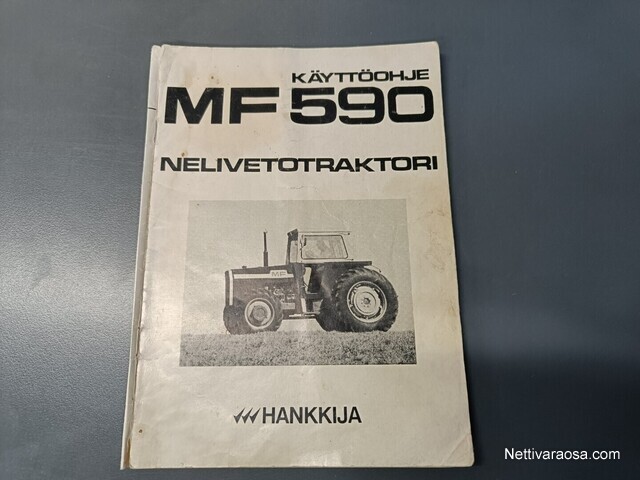 KÄYTTÖOHJE
MF 590
NELIVETOTRAKTORI
MF
HANKKIJA
Nettivaraosa.com